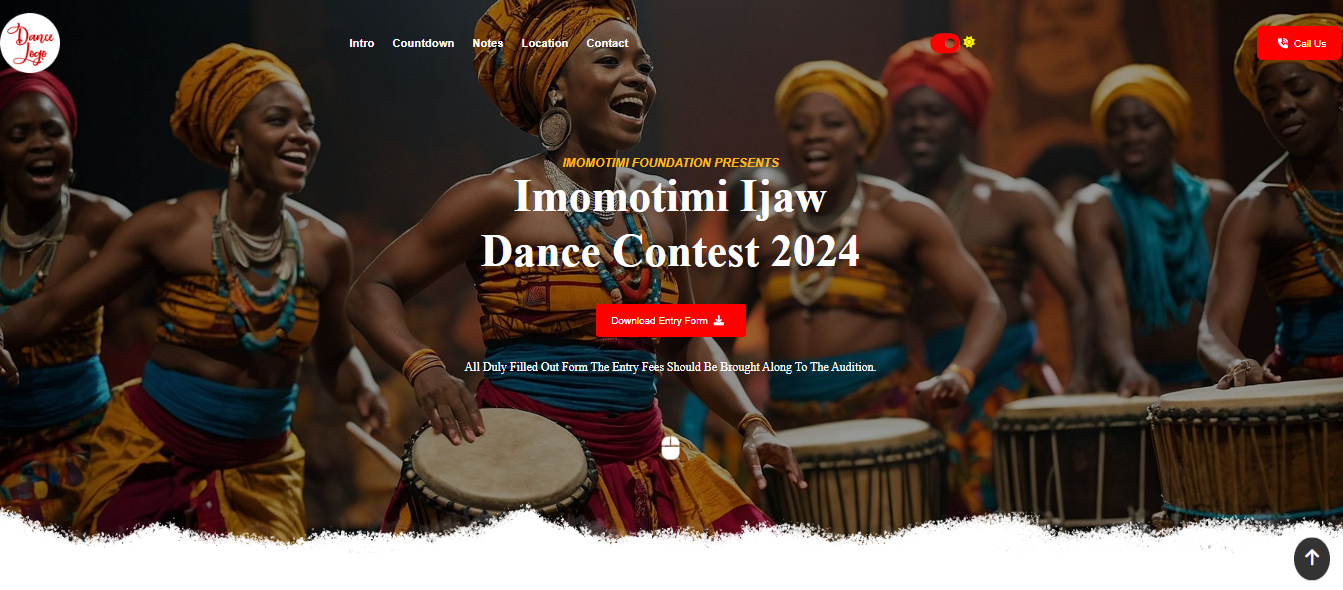 Dance
Logo
Intro Countdown Notes Location Contact
Call Us
IMOMOTIMI FOUNDATION PRESENTS
Imomotimi Ijaw
Dance Contest 2024
Download Entry Form
All Duly Filled Out Form The Entry Fees Should Be Brought Along To The Audition.